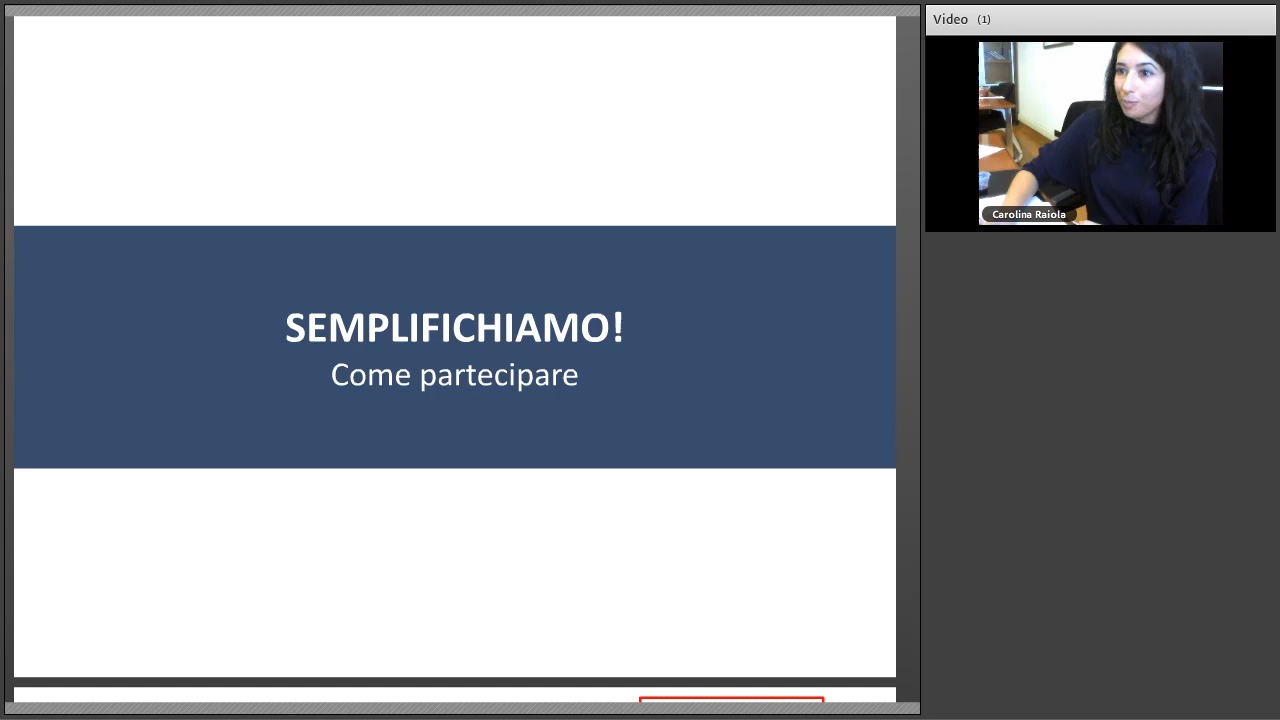 SEMPLIFICHIAMO!
Come partecipare
Video (1)
Carolina Raiola